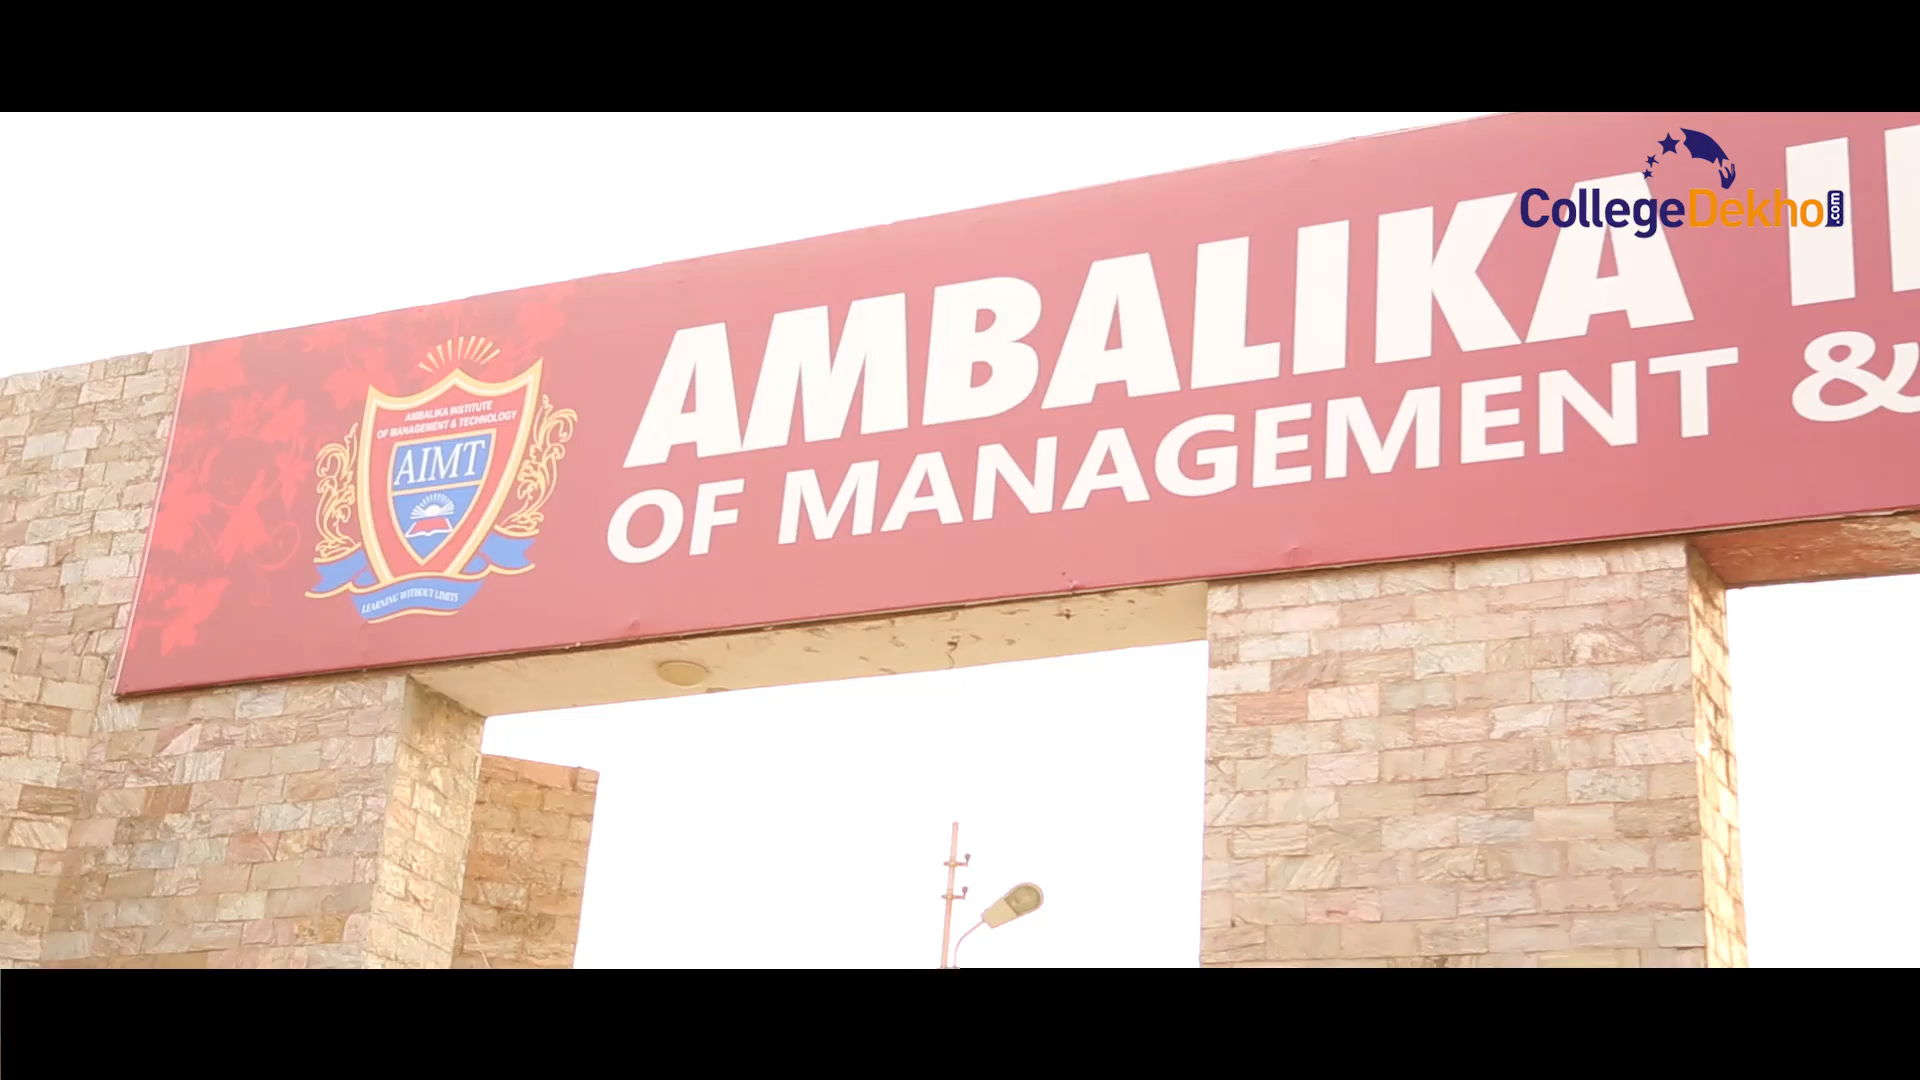 CollegeDekho.com
AMBALIKA I
OF MANAGEMENT &
AMBALIKA INSTITUTE
OF MANAGEMENT & TECHNOLOGY
AIMT
LEARNING WITHOUT LIMITS